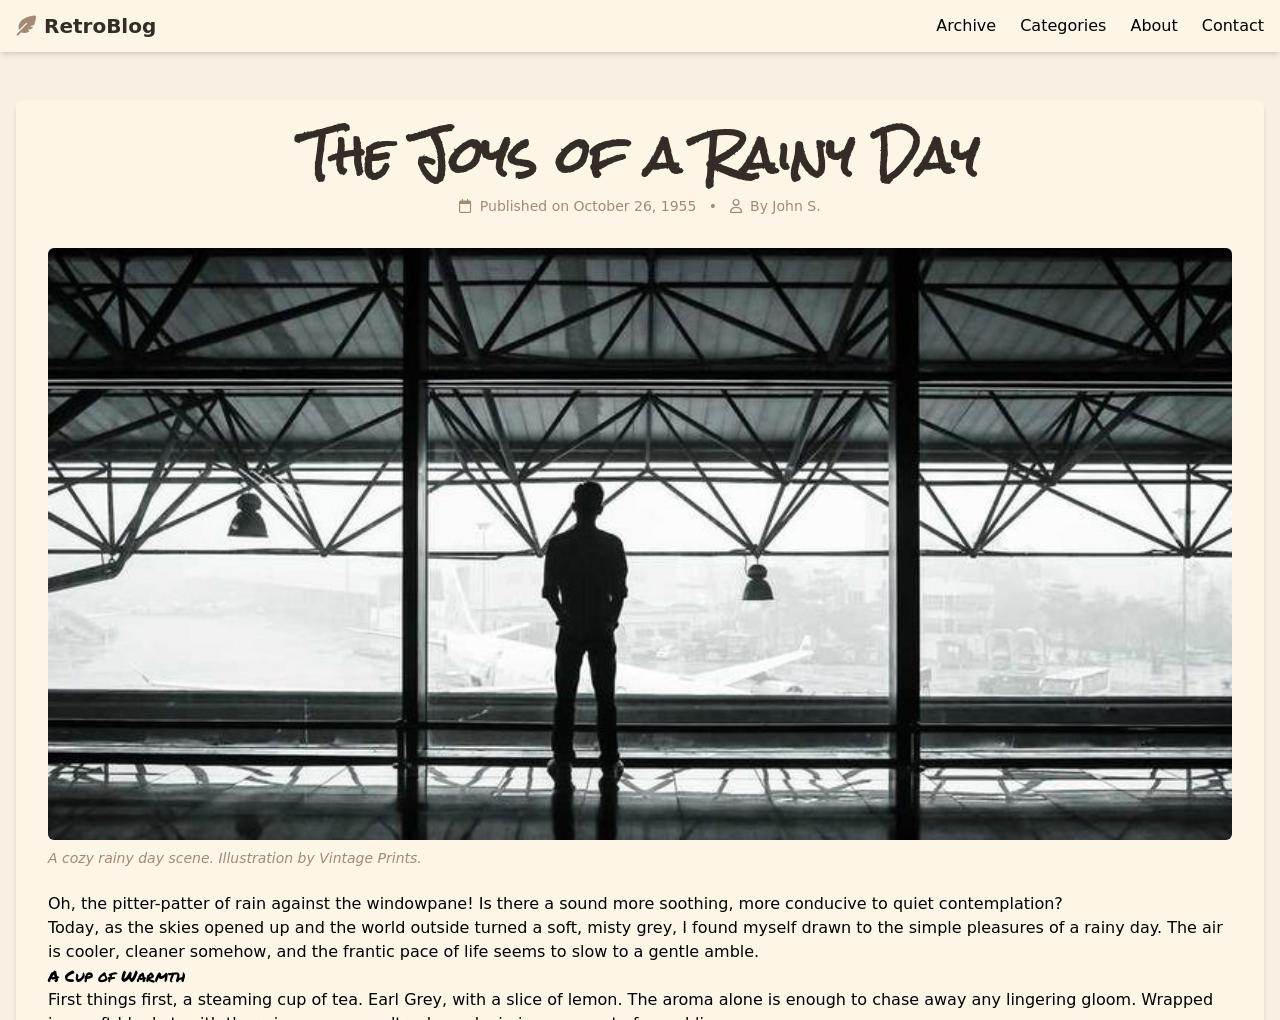 RetroBlog
Archive Categories About Contact
The Joys of a Rainy Day
Published on October 26, 1955 • By John S.
A cozy rainy day scene. Illustration by Vintage Prints.
Oh, the pitter-patter of rain against the windowpane! Is there a sound more soothing, more conducive to quiet contemplation?
Today, as the skies opened up and the world outside turned a soft, misty grey, I found myself drawn to the simple pleasures of a rainy day. The air
is cooler, cleaner somehow, and the frantic pace of life seems to slow to a gentle amble.
A Cup of Warmth
First things first, a steaming cup of tea. Earl Grey, with a slice of lemon. The aroma alone is enough to chase away any lingering gloom. Wrapped